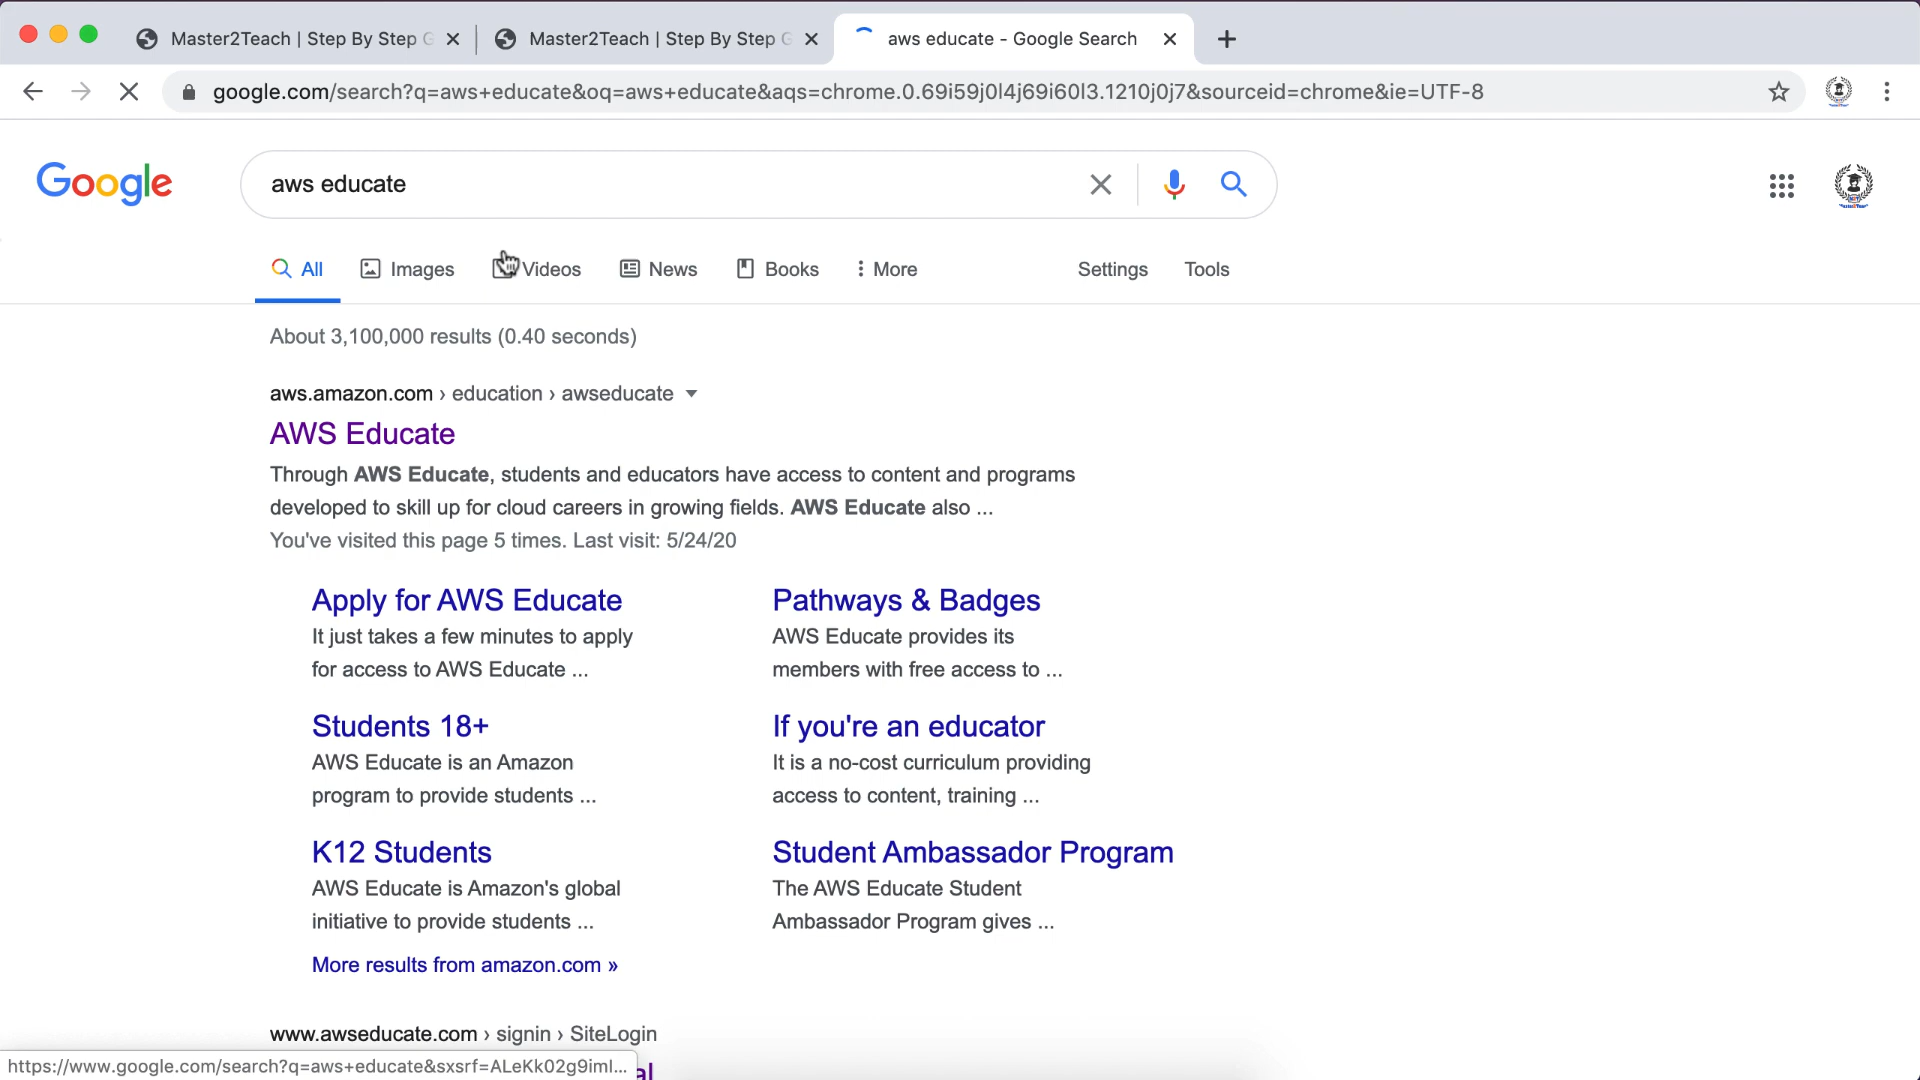 Master2Teach | Step By Step G
Master2Teach | Step By Step G
aws educate - Google Search
google.com/search?q=aws+educate&oq=aws+educate&aqs=chrome.0.69i59j0l4j69i60l3.1210j0j7&sourceid=chrome&ie=UTF-8
Google
aws educate
All
Images
Videos
News
Books
More
Settings
Tools
About 3,100,000 results (0.40 seconds)
aws.amazon.com › education › awseducate
AWS Educate
Through AWS Educate, students and educators have access to content and programs
developed to skill up for cloud careers in growing fields. AWS Educate also ...
You've visited this page 5 times. Last visit: 5/24/20
Apply for AWS Educate
It just takes a few minutes to apply
for access to AWS Educate ...
Pathways & Badges
AWS Educate provides its
members with free access to ...
Students 18+
AWS Educate is an Amazon
program to provide students ...
If you're an educator
It is a no-cost curriculum providing
access to content, training ...
K12 Students
AWS Educate is Amazon's global
initiative to provide students ...
Student Ambassador Program
The AWS Educate Student
Ambassador Program gives ...
More results from amazon.com »
www.awseducate.com › signin › SiteLogin
https://www.google.com/search?q=aws+educate&sxsrf=ALeKk02g9iml...